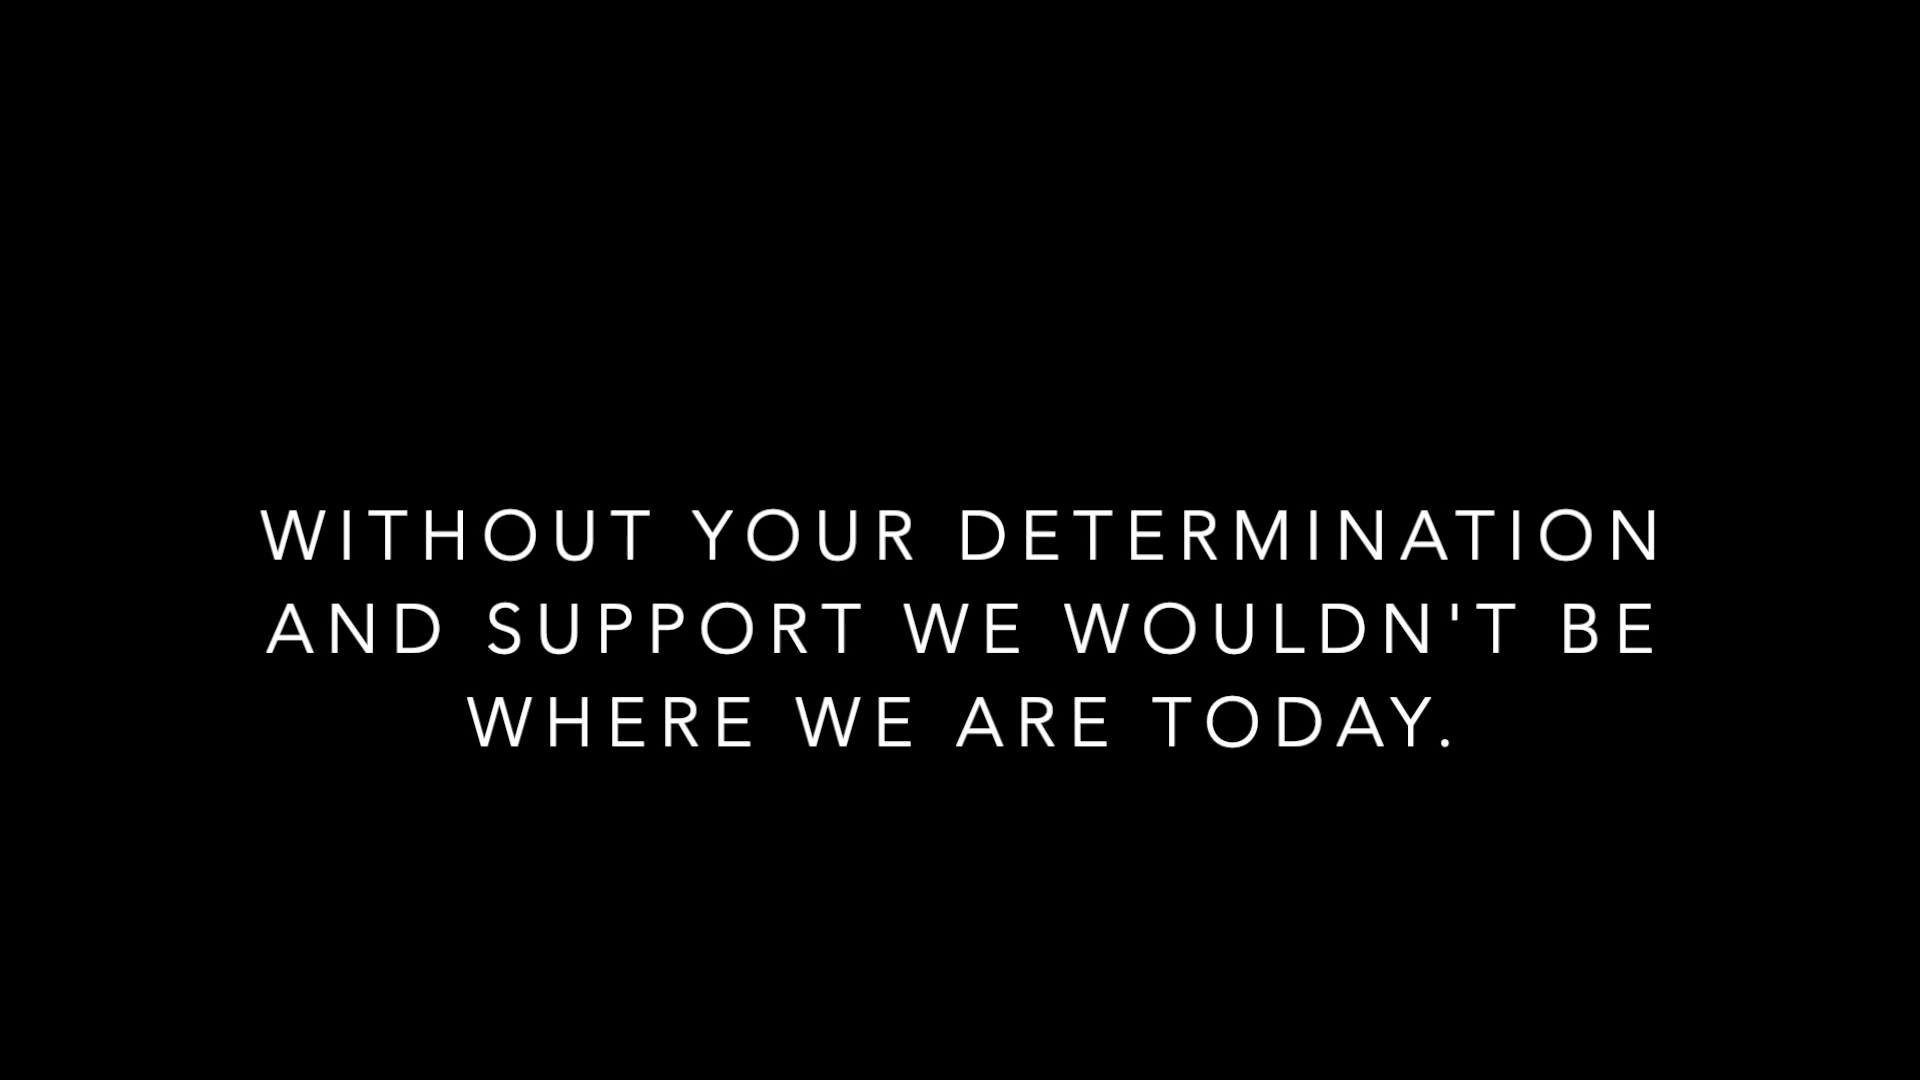 WITHOUT YOUR DETERMINATION
AND SUPPORT WE WOULDN'T BE
WHERE WE ARE TODAY.